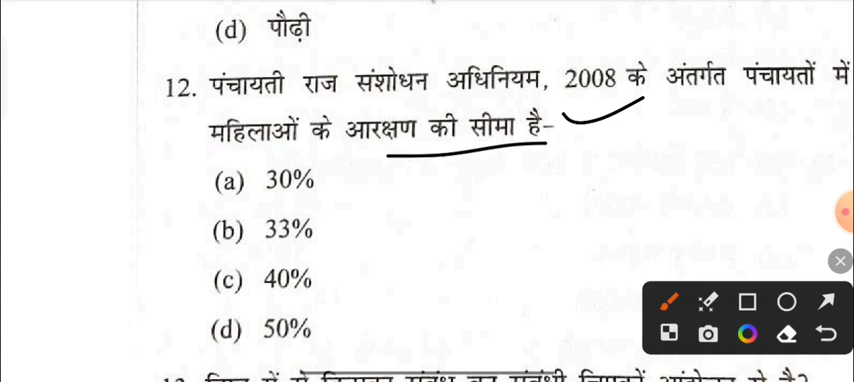 (d) पौढ़ी
12. पंचायती राज संशोधन अधिनियम, 2008 के अंतर्गत पंचायतों में
महिलाओं के आरक्षण की सीमा है-
(a) 30%
(b) 33%
(c) 40%
(d) 50%